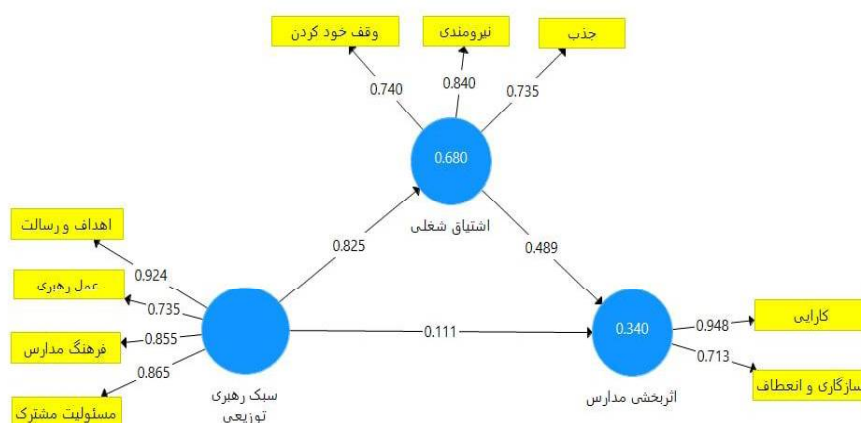 وقف خود کردن
نیرومندی
جذب
0.740
0.840
0.735
0.680
اشتیاق شغلی
اهداف و رسالت
0.924
0.825
0.489
عمل رهبری
0.735
فرهنگ مدارس
0.855
0.111
0.340
0.948
کارایی
0.865
0.713
مسئولیت مشترک
سبک رهبری
توزیعی
اثربخشی مدارس
سازگاری و انعطاف